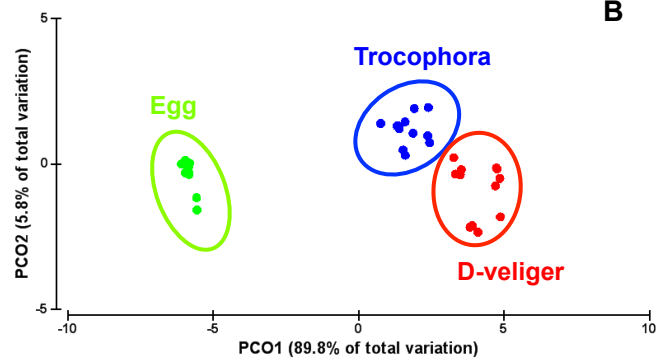 B
5
Trocophora
Egg
0
D-veliger
-5
-10
-5
0
5
10
PCO2 (5.8% of total variation)
PCO1 (89.8% of total variation)